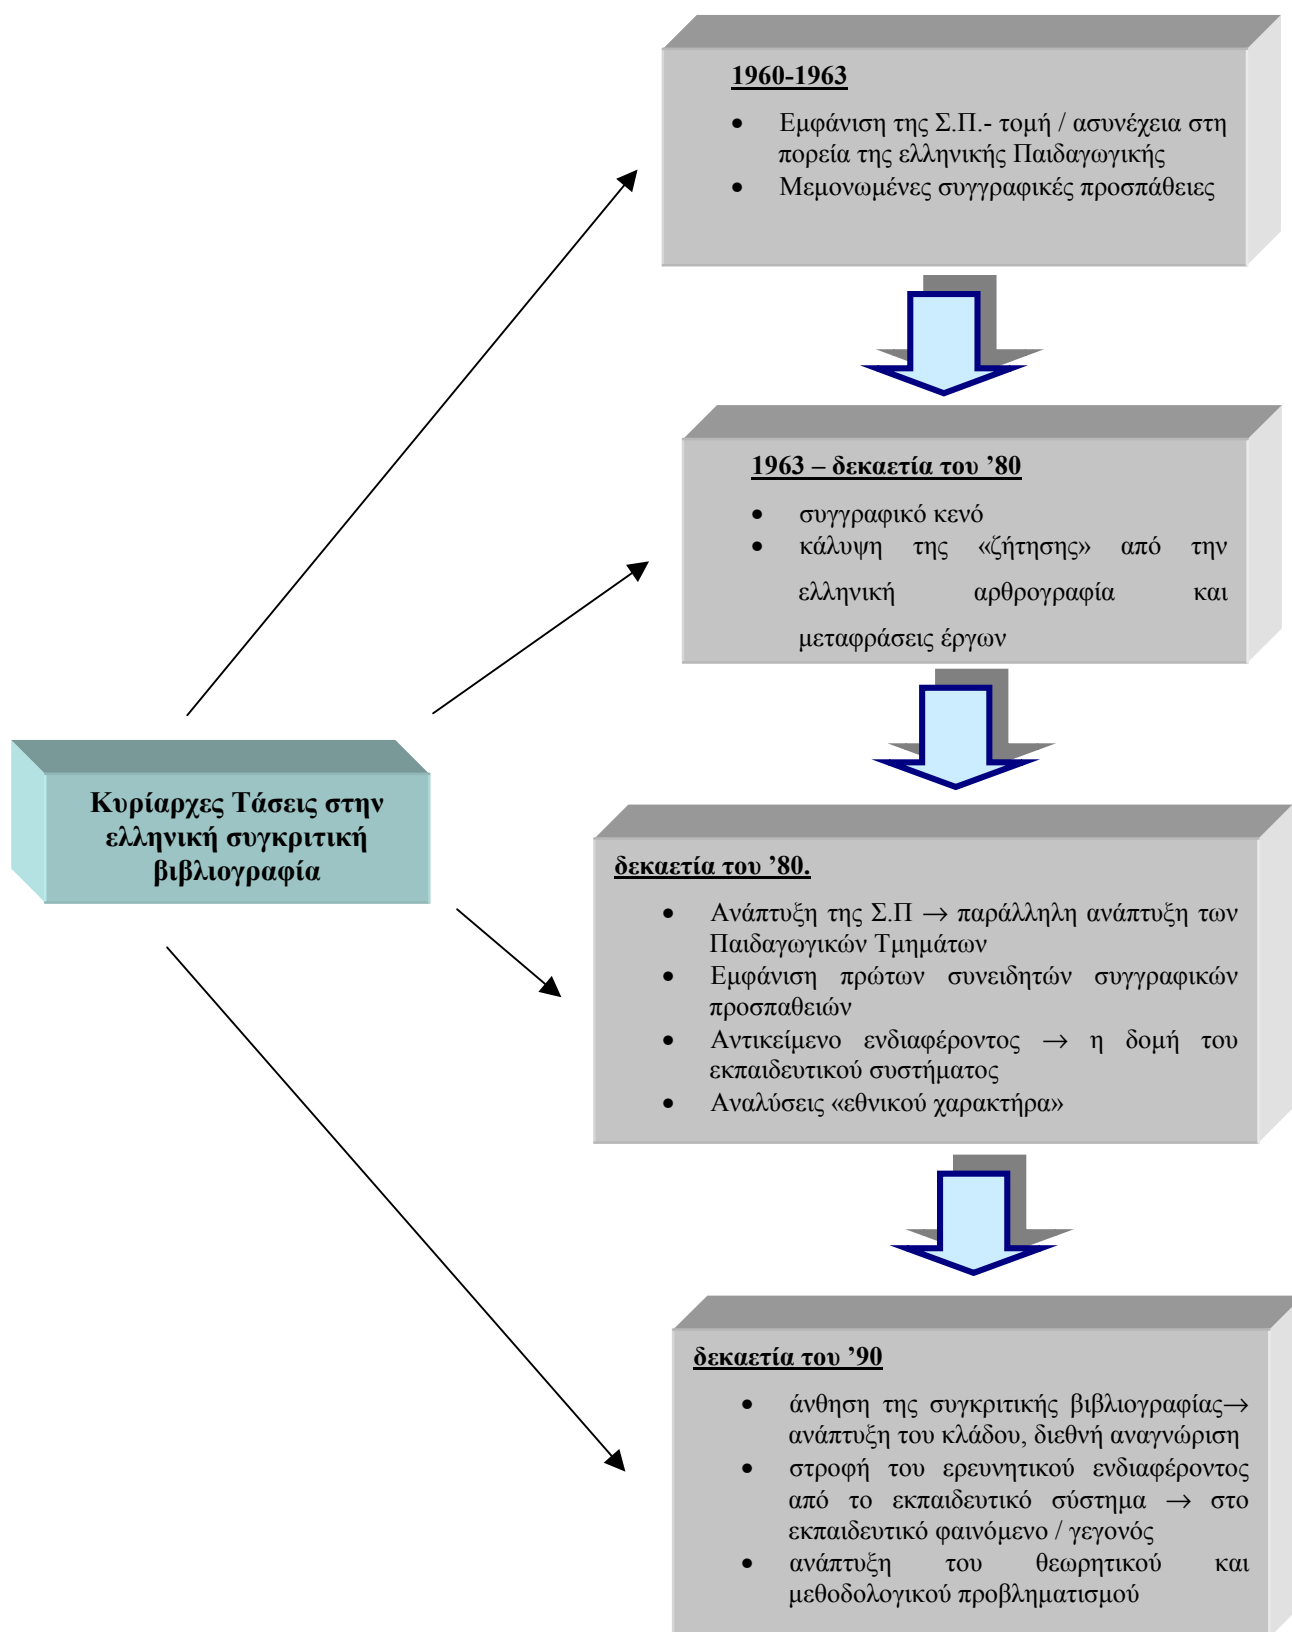 1960-1963
• Εμφάνιση της Σ.Π.- τομή / ασυνέχεια στη
πορεία της ελληνικής Παιδαγωγικής
• Μεμονωμένες συγγραφικές προσπάθειες
1963 – δεκαετία του ’80
• συγγραφικό κενό
• κάλυψη της «ζήτησης» από την
ελληνική αρθρογραφία και
μεταφράσεις έργων
Κυρίαρχες Τάσεις στην
ελληνική συγκριτική
βιβλιογραφία
δεκαετία του ’80.
• Ανάπτυξη της Σ.Π → παράλληλη ανάπτυξη των
Παιδαγωγικών Τμημάτων
• Εμφάνιση πρώτων συνειδητών συγγραφικών
προσπαθειών
• Αντικείμενο ενδιαφέροντος → η δομή του
εκπαιδευτικού συστήματος
• Αναλύσεις «εθνικού χαρακτήρα»
δεκαετία του ’90
• άνθηση της συγκριτικής βιβλιογραφίας→
ανάπτυξη του κλάδου, διεθνή αναγνώριση
• στροφή του ερευνητικού ενδιαφέροντος
από το εκπαιδευτικό σύστημα → στο
εκπαιδευτικό φαινόμενο / γεγονός
• ανάπτυξη του θεωρητικού και
μεθοδολογικού προβληματισμού